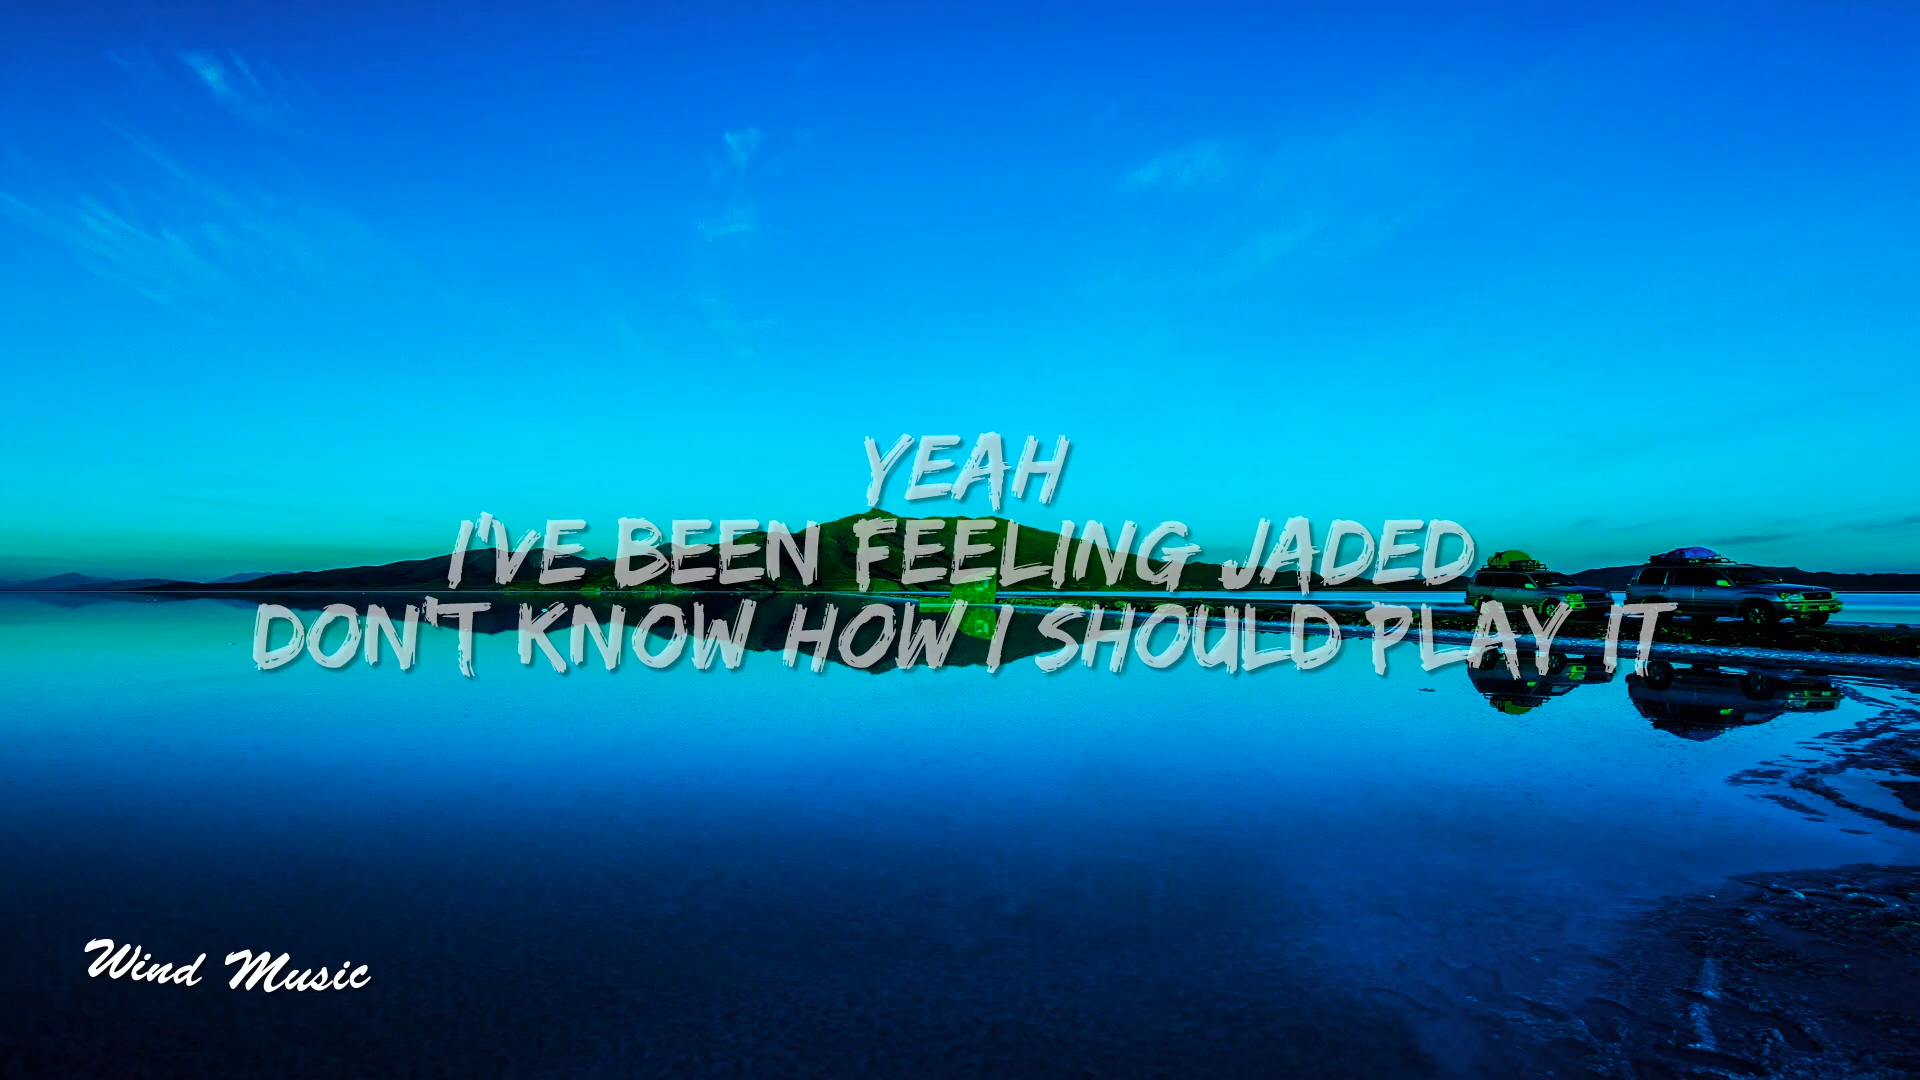 YEAH
I'VE BEEN FEELING JADED
DON'T KNOW HOW I SHOULD PLAY IT
Wind Music